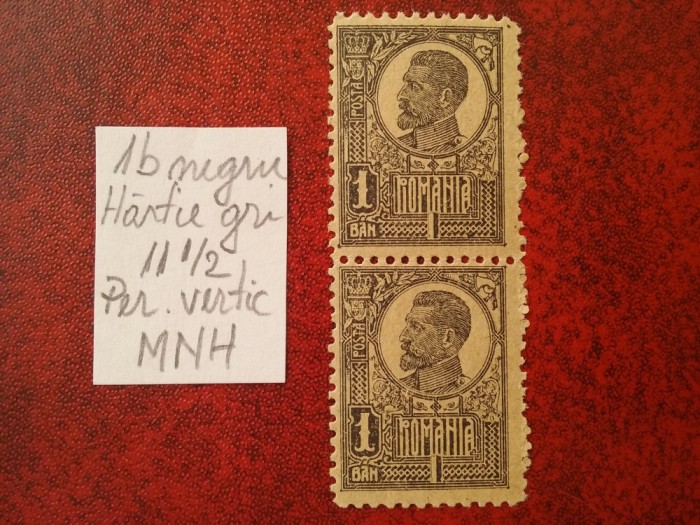 1b negru
Hârtie gri
11 1/2
Per. vertic
MNH
POSTA
1
BAN
ROMANIA
POSTA
1
BAN
ROMANIA